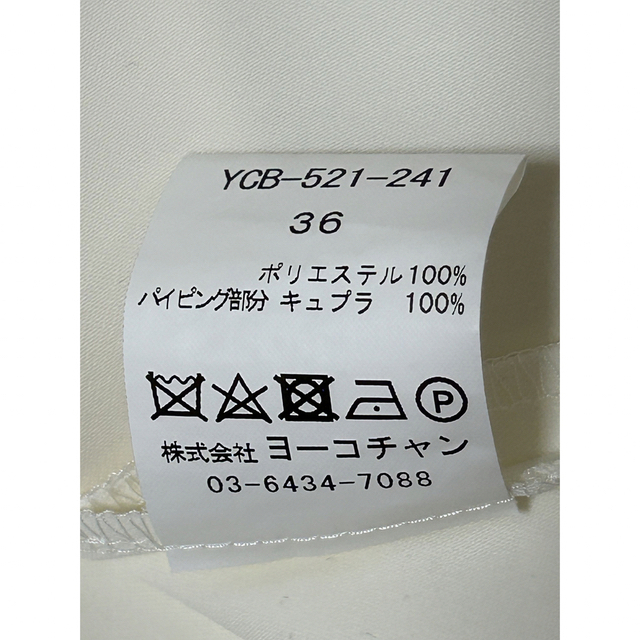 YCB-521-241
36
ポリエステル100%
パイピング部分 キュプラ 100%
P
株式会社 ヨーコチャン
03-6434-7088